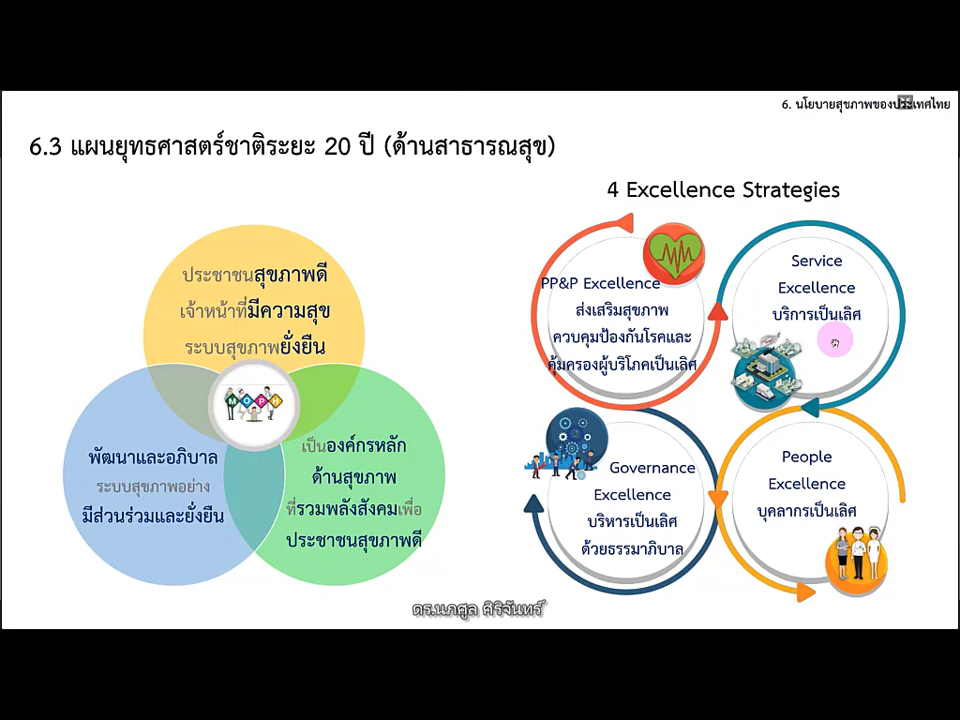 6. นโยบายสุขภาพของประเทศไทย
6.3 แผนยุทธศาสตร์ชาติระยะ 20 ปี (ด้านสาธารณสุข)
ประชาชนสุขภาพดี
เจ้าหน้าที่มีความสุข
ระบบสุขภาพยั่งยืน
MOPH
พัฒนาและอภิบาล
ระบบสุขภาพอย่าง
มีส่วนร่วมและยั่งยืน
เป็นองค์กรหลัก
ด้านสุขภาพ
ที่รวมพลังสังคมเพื่อ
ประชาชนสุขภาพดี
4 Excellence Strategies
PP&P Excellence
ส่งเสริมสุขภาพ
ควบคุมป้องกันโรคและ
คุ้มครองผู้บริโภคเป็นเลิศ
Service
Excellence
บริการเป็นเลิศ
Governance
Excellence
บริหารเป็นเลิศ
ด้วยธรรมาภิบาล
People
Excellence
บุคลากรเป็นเลิศ
ดร.นภศูล ศิริจันทร์